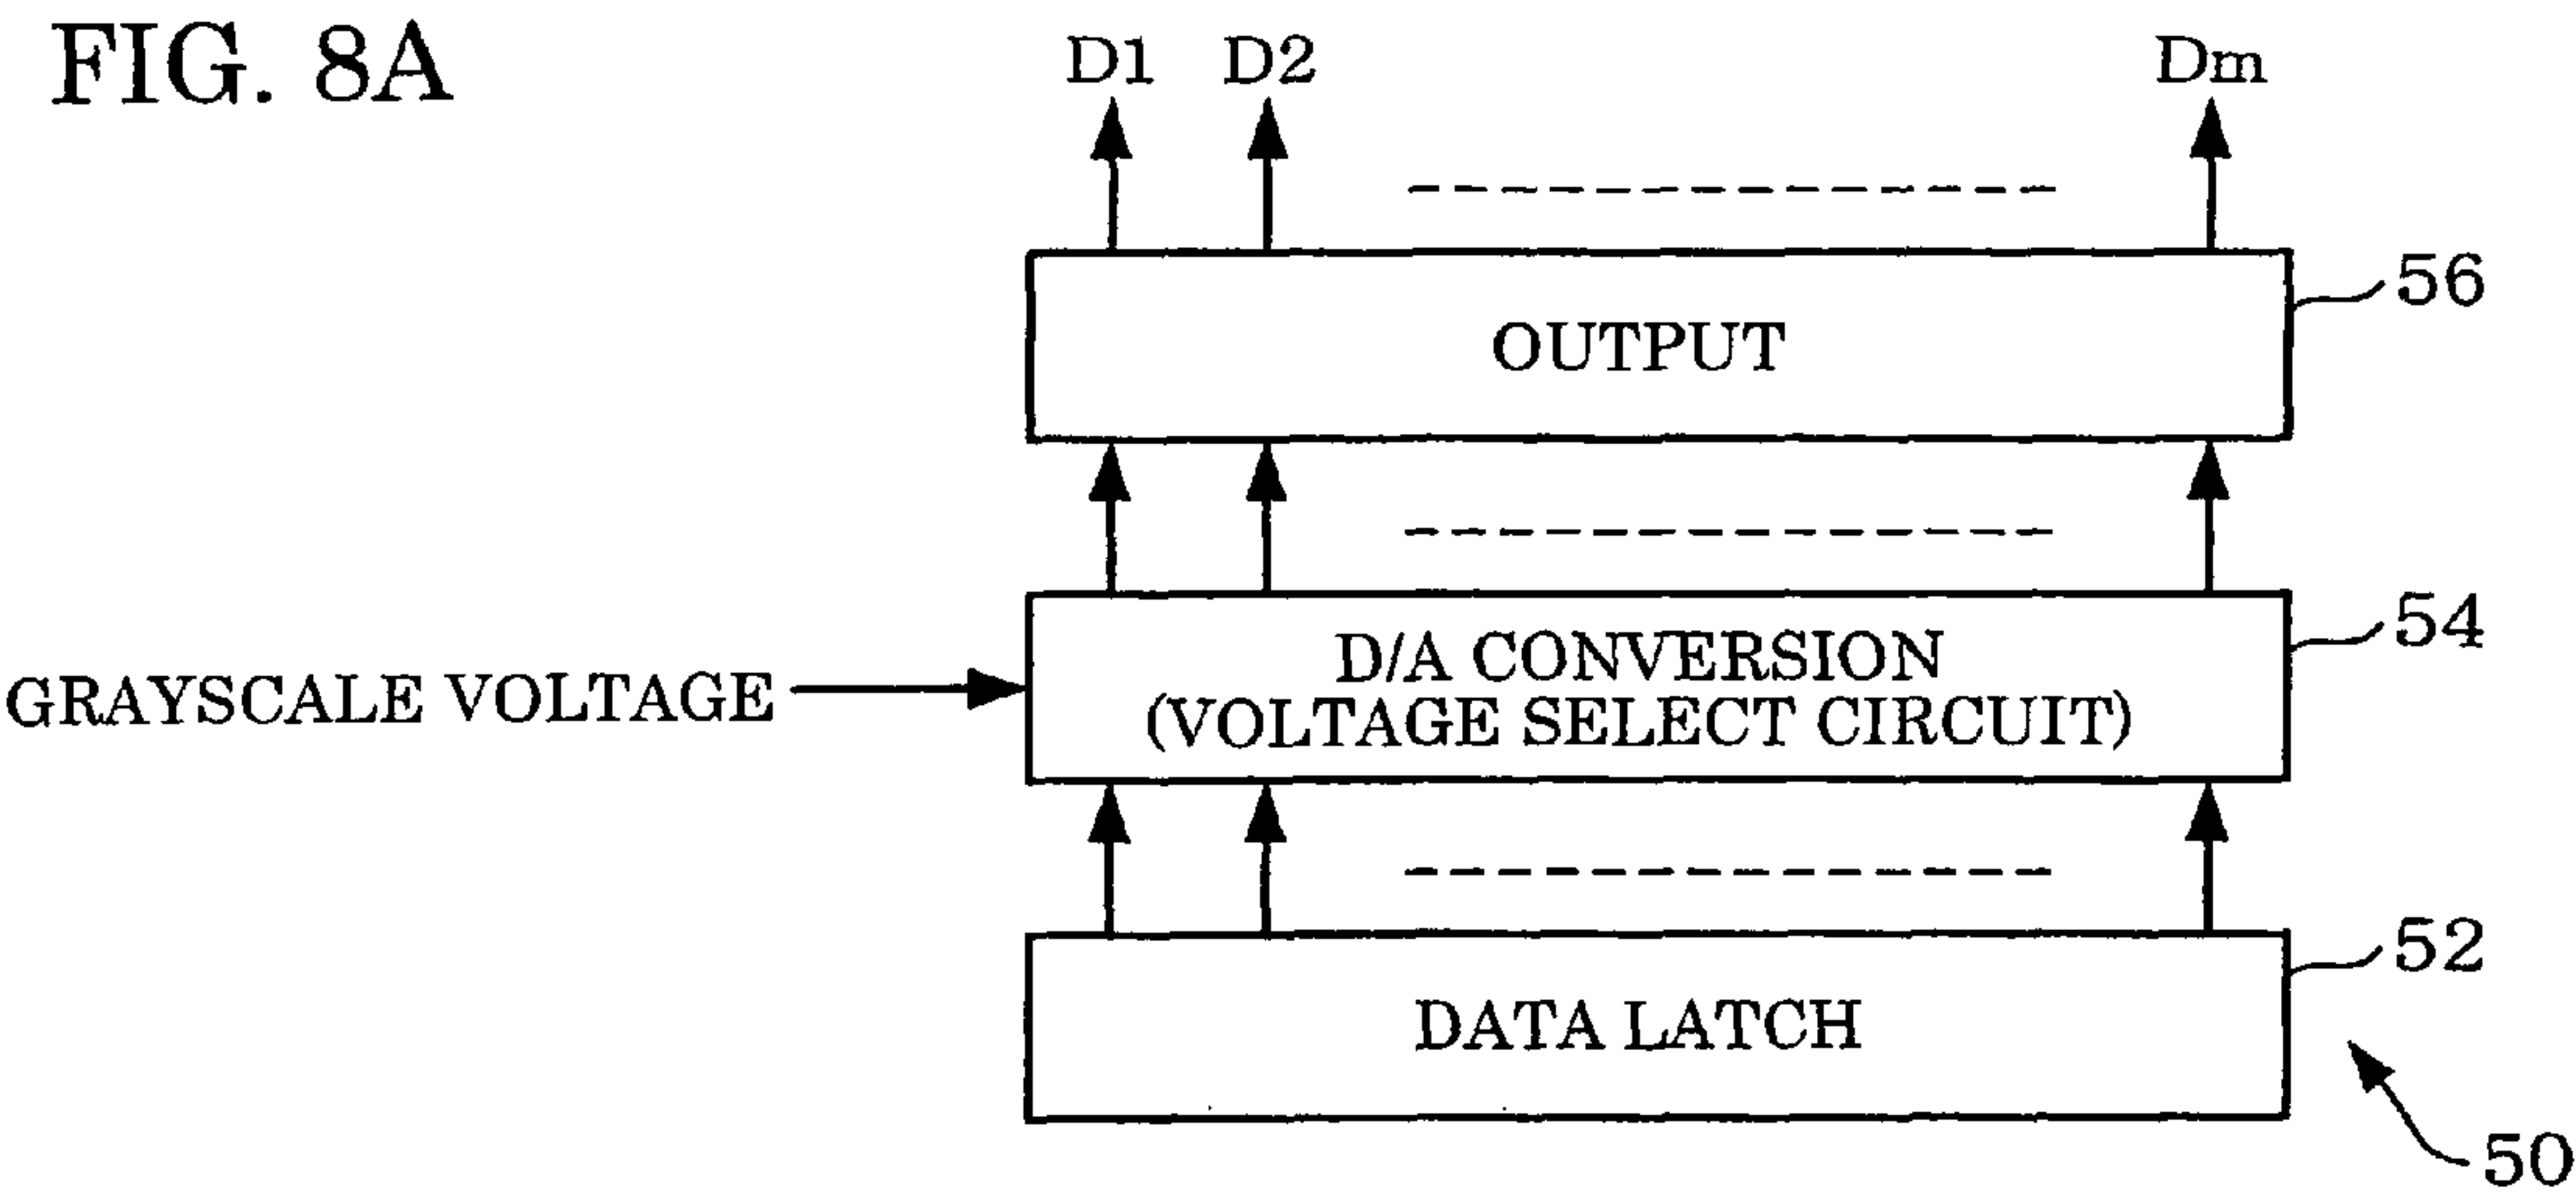 FIG. 8A
D1 D2 Dm
OUTPUT
56
GRAYSCALE VOLTAGE
D/A CONVERSION
(VOLTAGE SELECT CIRCUIT)
54
DATA LATCH
52
50